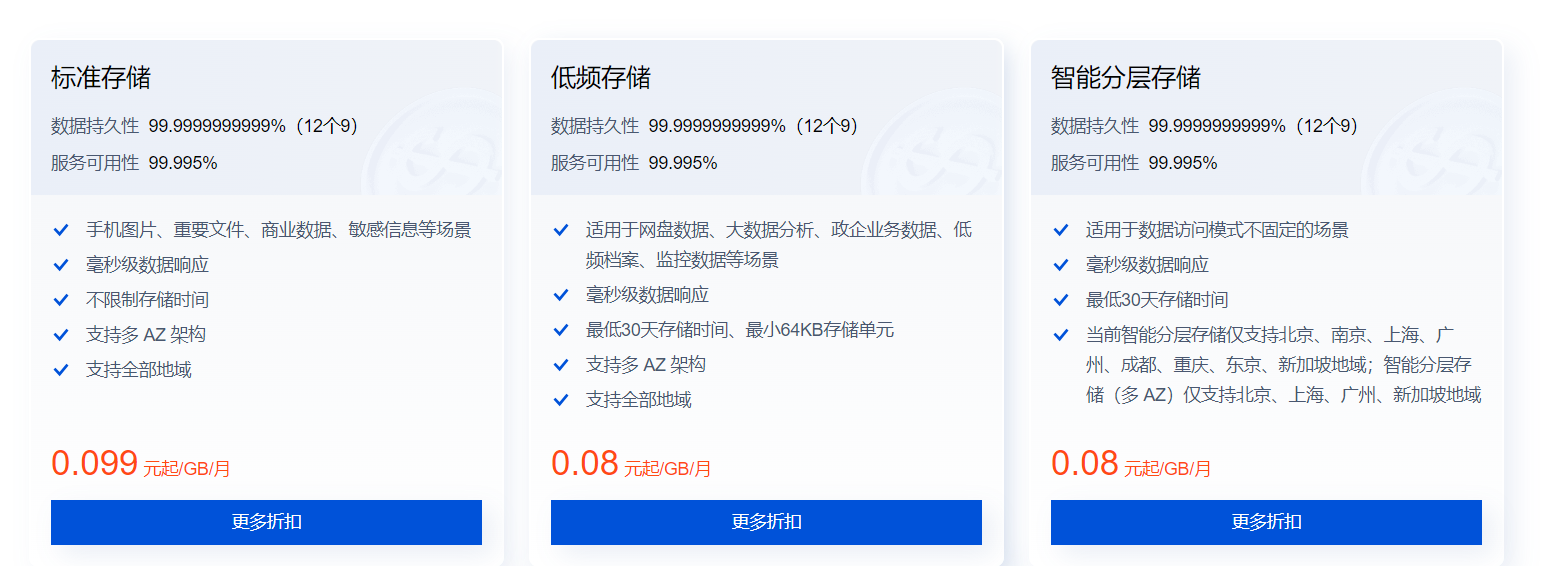 标准存储
数据持久性 99.9999999999%（12个9）
服务可用性 99.995%
手机图片、重要文件、商业数据、敏感信息等场景
毫秒级数据响应
不限制存储时间
支持多 AZ 架构
支持全部地域
0.099 元起/GB/月
更多折扣
低频存储
数据持久性 99.9999999999%（12个9）
服务可用性 99.995%
适用于网盘数据、大数据分析、政企业务数据、低
频档案、监控数据等场景
毫秒级数据响应
最低30天存储时间、最小64KB存储单元
支持多 AZ 架构
支持全部地域
0.08 元起/GB/月
更多折扣
智能分层存储
数据持久性 99.9999999999%（12个9）
服务可用性 99.995%
适用于数据访问模式不固定的场景
毫秒级数据响应
最低30天存储时间
当前智能分层存储仅支持北京、南京、上海、广
州、成都、重庆、东京、新加坡地域；智能分层存
储（多 AZ）仅支持北京、上海、广州、新加坡地域
0.08 元起/GB/月
更多折扣